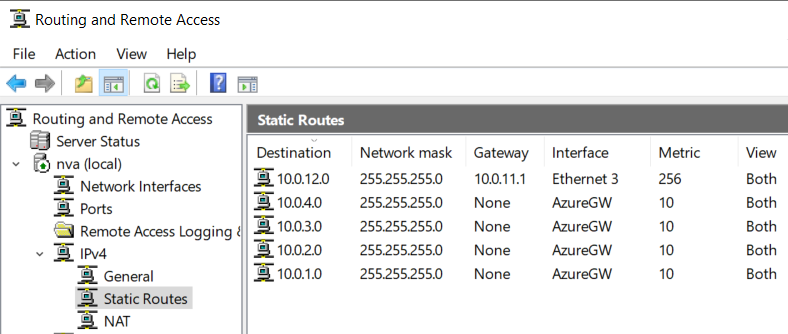 Routing and Remote Access
File Action View Help
Routing and Remote Access
Server Status
nva (local)
Network Interfaces
Ports
Remote Access Logging &
IPv4
General
Static Routes
NAT
Static Routes
Destination Network mask Gateway Interface Metric View
10.0.12.0 255.255.255.0 10.0.11.1 Ethernet 3 256 Both
10.0.4.0 255.255.255.0 None AzureGW 10 Both
10.0.3.0 255.255.255.0 None AzureGW 10 Both
10.0.2.0 255.255.255.0 None AzureGW 10 Both
10.0.1.0 255.255.255.0 None AzureGW 10 Both